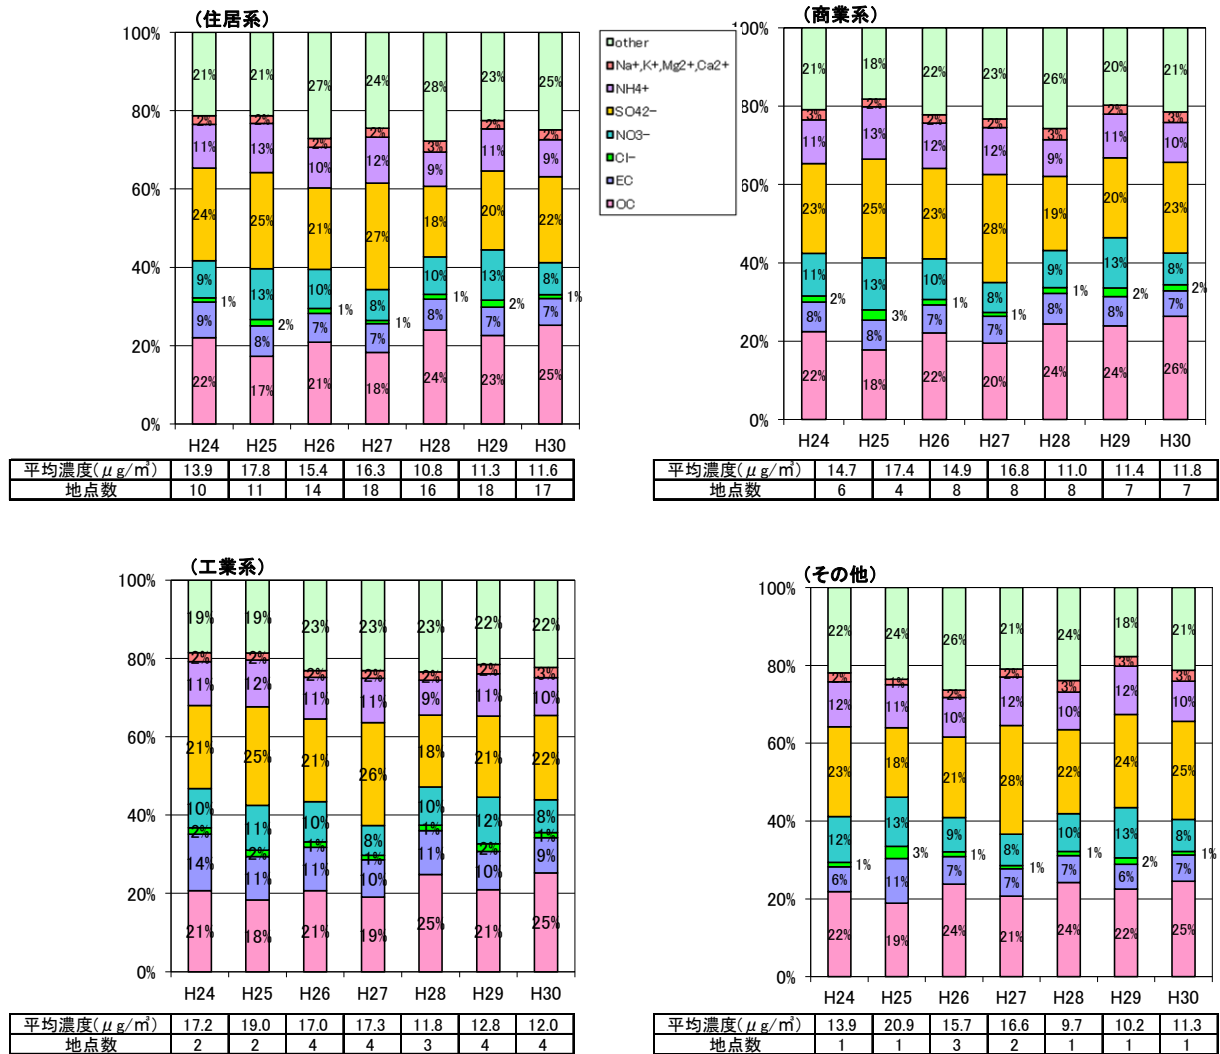 (住居系)
100%
80%
60%
40%
20%
0%
21% 21% 27% 24% 28% 23% 25%
2% 2% 2% 2% 3% 2% 2%
11% 13% 10% 12% 9% 11% 9%
24% 25% 21% 27% 18% 20% 22%
9% 13% 10% 8% 10% 13% 8%
1% 2% 1% 1% 1% 2% 1%
9% 8% 7% 7% 8% 7% 7%
22% 17% 21% 18% 24% 23% 25%
H24 H25 H26 H27 H28 H29 H30
平均濃度(μg/㎥) 13.9 17.8 15.4 16.3 10.8 11.3 11.6
地点数 10 11 14 18 16 18 17
other
Na+,K+,Mg2+,Ca2+
NH4+
SO42-
NO3-
Cl-
EC
OC
(商業系)
100%
80%
60%
40%
20%
0%
21% 18% 22% 23% 26% 20% 21%
3% 2% 2% 2% 3% 2% 3%
11% 13% 12% 12% 9% 11% 10%
23% 25% 23% 28% 19% 20% 23%
11% 13% 10% 8% 9% 13% 8%
2% 3% 1% 1% 1% 2% 2%
8% 8% 7% 7% 8% 8% 7%
22% 18% 22% 20% 24% 24% 26%
H24 H25 H26 H27 H28 H29 H30
平均濃度(μg/㎥) 14.7 17.4 14.9 16.8 11.0 11.4 11.8
地点数 6 4 8 8 8 7 7
(工業系)
100%
80%
60%
40%
20%
0%
19% 19% 23% 23% 23% 22% 22%
2% 2% 2% 2% 2% 2% 3%
11% 12% 11% 11% 9% 11% 10%
21% 25% 21% 26% 18% 21% 22%
10% 11% 10% 8% 10% 12% 8%
2% 2% 1% 1% 1% 2% 1%
14% 11% 11% 10% 11% 10% 9%
21% 18% 21% 19% 25% 21% 25%
H24 H25 H26 H27 H28 H29 H30
平均濃度(μg/㎥) 17.2 19.0 17.0 17.3 11.8 12.8 12.0
地点数 2 2 4 4 3 4 4
(その他)
100%
80%
60%
40%
20%
0%
22% 24% 26% 21% 24% 18% 21%
2% 1% 2% 2% 3% 3% 3%
12% 11% 10% 12% 10% 12% 10%
23% 18% 21% 28% 22% 24% 25%
12% 13% 9% 8% 10% 13% 8%
1% 3% 1% 1% 1% 2% 1%
6% 11% 7% 7% 7% 6% 7%
22% 19% 24% 21% 24% 22% 25%
H24 H25 H26 H27 H28 H29 H30
平均濃度(μg/㎥) 13.9 20.9 15.7 16.6 9.7 10.2 11.3
地点数 1 1 3 2 1 1 1